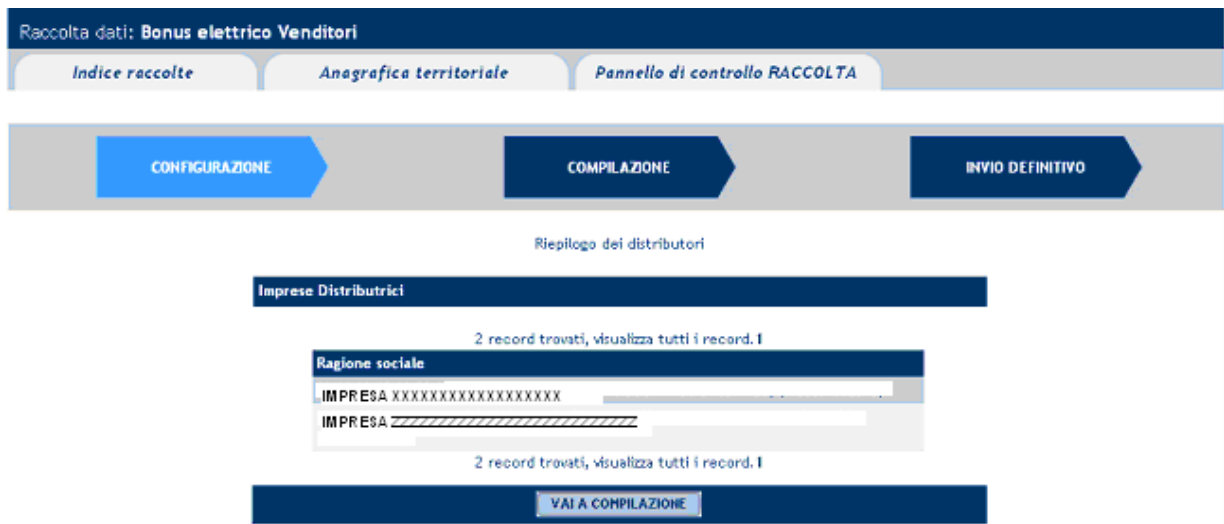 Raccolta dati: Bonus elettrico Venditori
Indice raccolte Anagrafica territoriale Pannello di controllo RACCOLTA
CONFIGURAZIONE COMPILAZIONE INVIO DEFINITIVO
Riepilogo dei distributori
Imprese Distributrici
2 record trovati, visualizza tutti i record.1
Ragione sociale
IMPRESA XXXXXXXXXXXXXXXXXX
IMPRESA ZZZZZZZZZZZZZZZZZZZZZZZZZ
2 record trovati, visualizza tutti i record.1
VAI A COMPILAZIONE